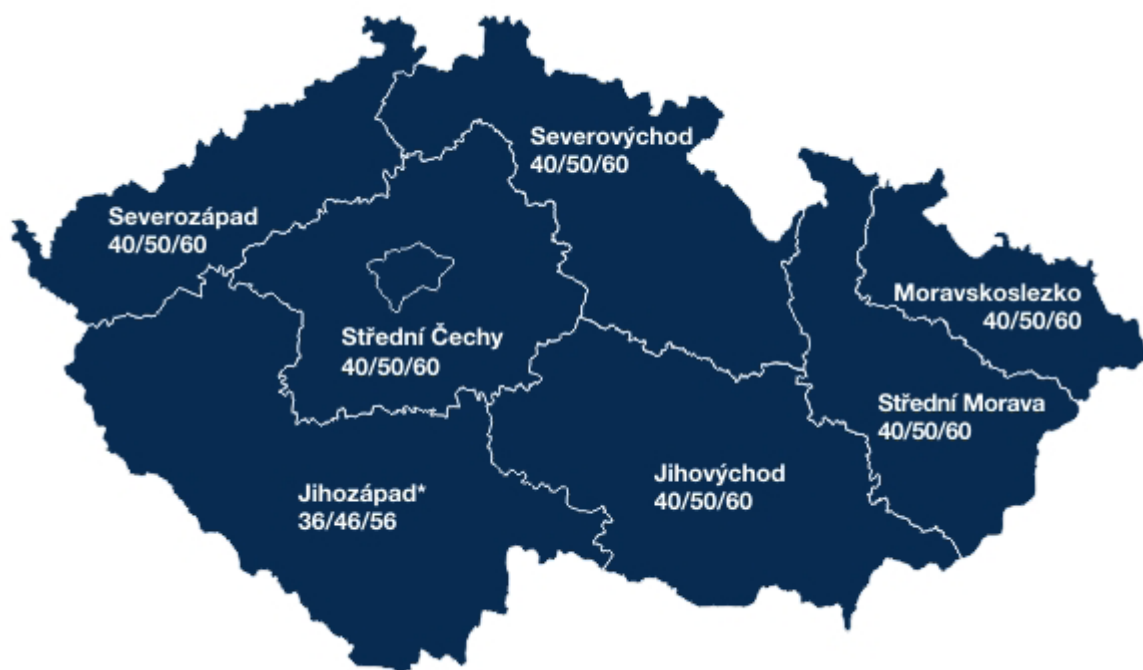 Severovýchod
40/50/60
Severozápad
40/50/60
Moravskoslezko
40/50/60
Střední Čechy
40/50/60
Střední Morava
40/50/60
Jihovýchod
40/50/60
Jihozápad*
36/46/56